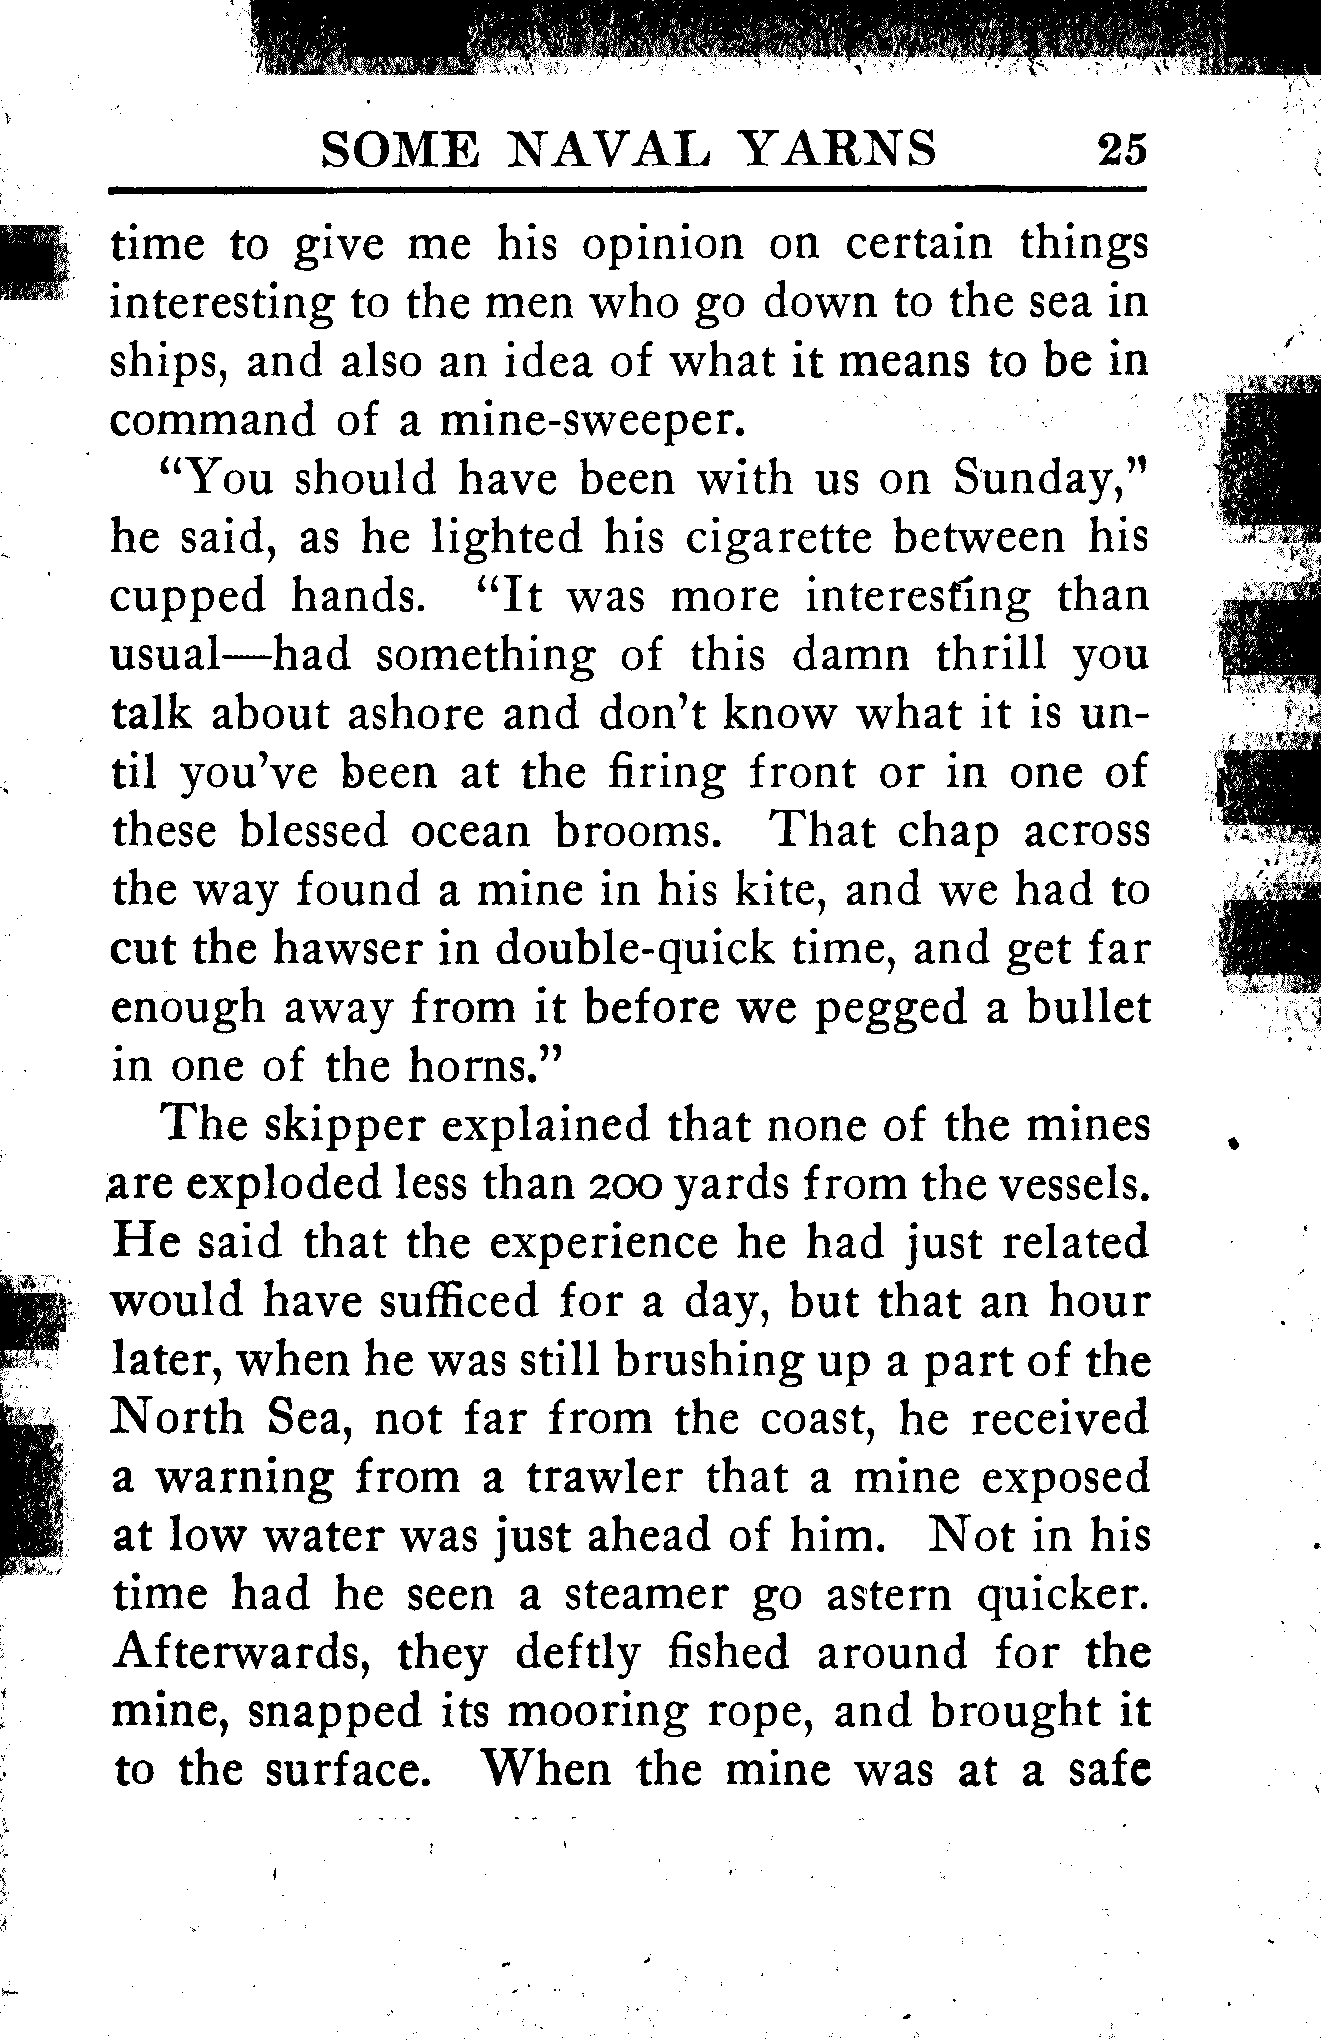 SOME NAVAL YARNS 25
time to give me his opinion on certain things
interesting to the men who go down to the sea in
ships, and also an idea of what it means to be in
command of a mine-sweeper.
“You should have been with us on Sunday,”
he said, as he lighted his cigarette between his
cupped hands. “It was more interesting than
usual—had something of this damn thrill you
talk about ashore and don’t know what it is un-
til you’ve been at the firing front or in one of
these blessed ocean brooms. That chap across
the way found a mine in his kite, and we had to
cut the hawser in double-quick time, and get far
enough away from it before we pegged a bullet
in one of the horns.”
The skipper explained that none of the mines
are exploded less than 200 yards from the vessels.
He said that the experience he had just related
would have sufficed for a day, but that an hour
later, when he was still brushing up a part of the
North Sea, not far from the coast, he received
a warning from a trawler that a mine exposed
at low water was just ahead of him. Not in his
time had he seen a steamer go astern quicker.
Afterwards, they deftly fished around for the
mine, snapped its mooring rope, and brought it
to the surface. When the mine was at a safe